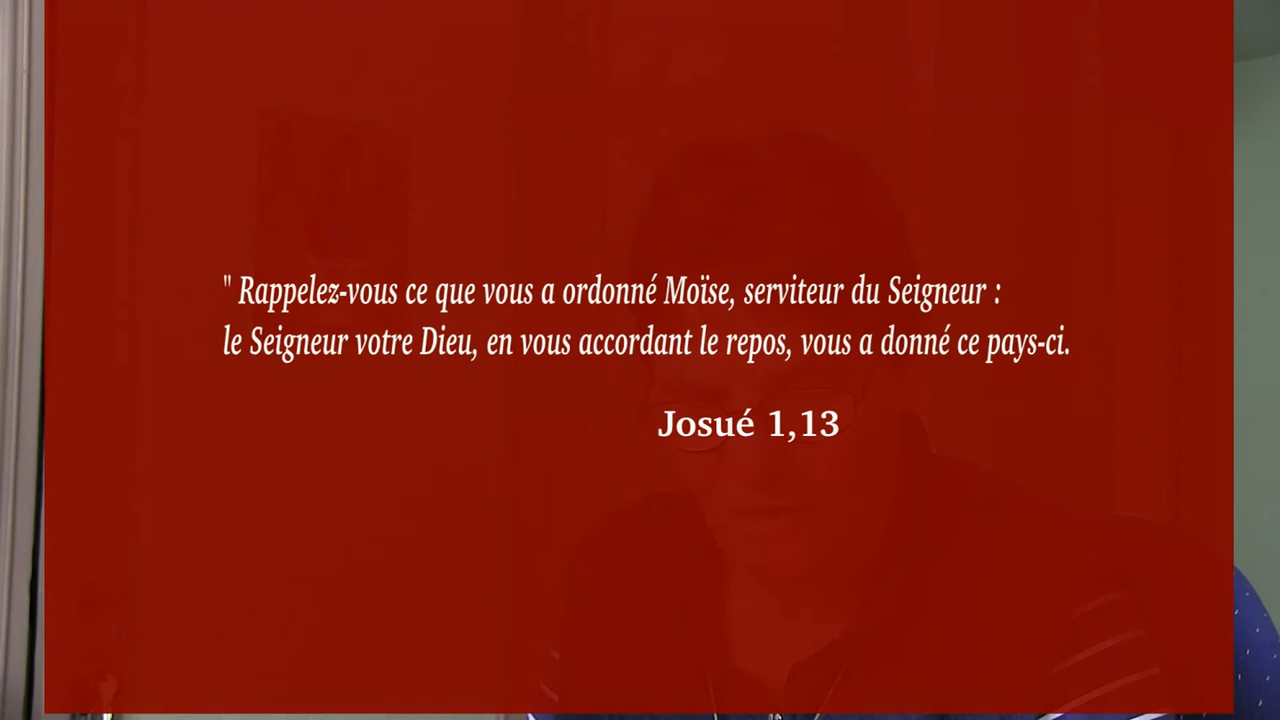 " Rappelez-vous ce que vous a ordonné Moïse, serviteur du Seigneur :
le Seigneur votre Dieu, en vous accordant le repos, vous a donné ce pays-ci.
Josué 1,13